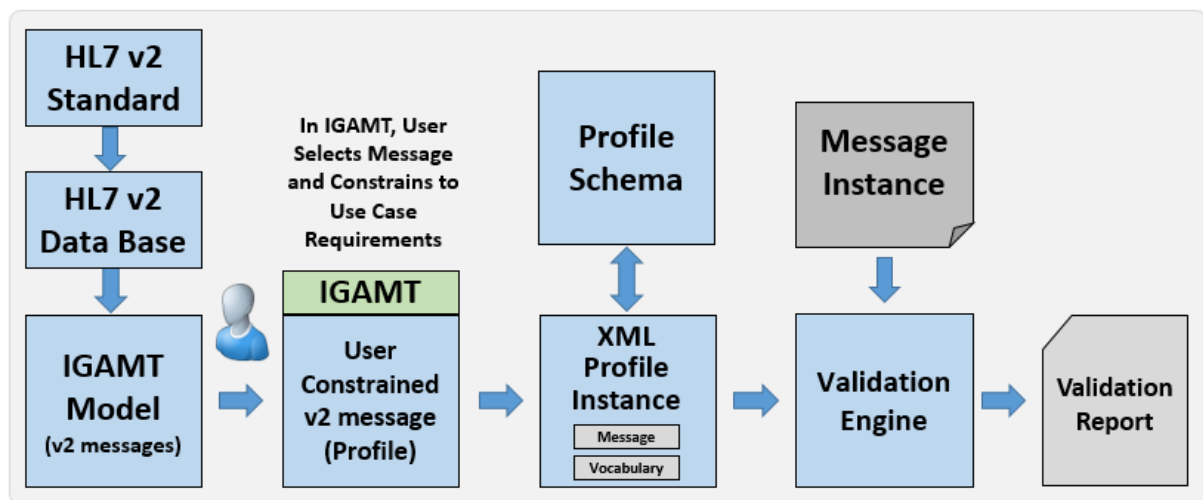 HL7 v2
Standard
HL7 v2
Data Base
IGAMT
Model
(v2 messages)
In IGAMT, User
Selects Message
and Constrains to
Use Case
Requirements
IGAMT
User
Constrained
v2 message
(Profile)
Profile
Schema
XML
Profile
Instance
Message
Vocabulary
Message
Instance
Validation
Engine
Validation
Report